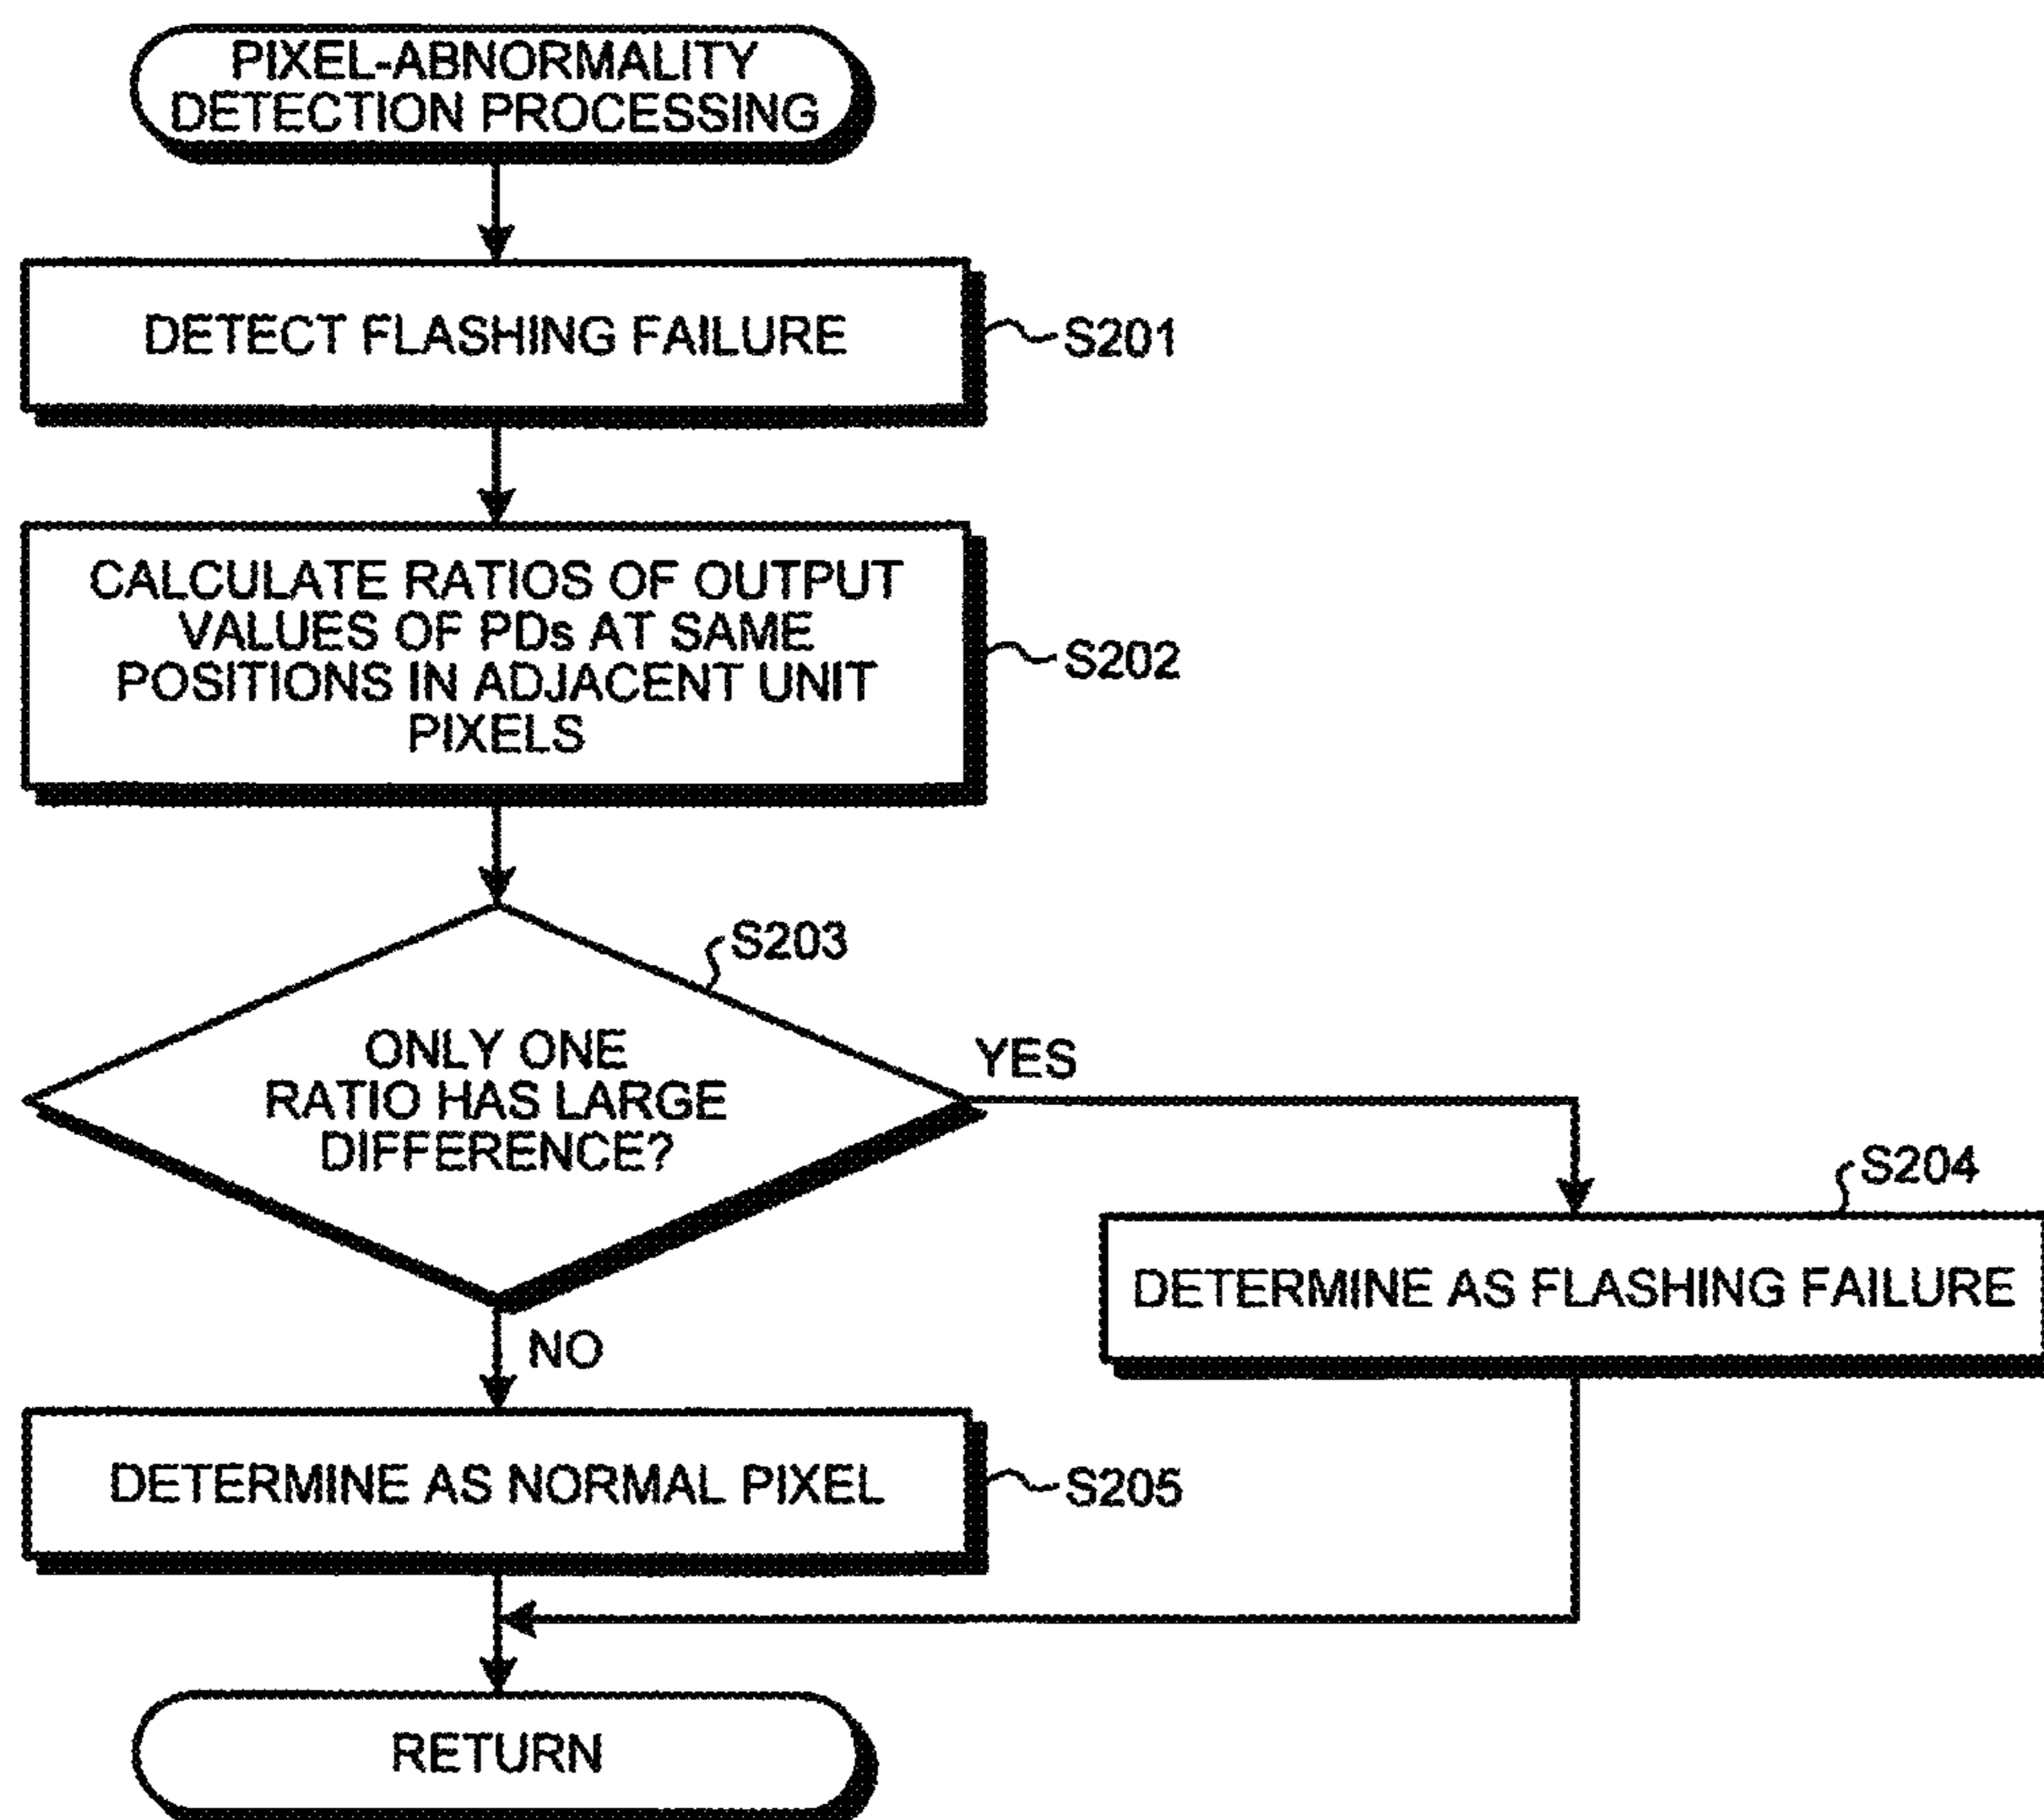 PIXEL-ABNORMALITY
DETECTION PROCESSING
DETECT FLASHING FAILURE
S201
CALCULATE RATIOS OF OUTPUT
VALUES OF PDs AT SAME
POSITIONS IN ADJACENT UNIT
PIXELS
S202
S203
ONLY ONE
RATIO HAS LARGE
DIFFERENCE?
YES
S204
DETERMINE AS FLASHING FAILURE
NO
DETERMINE AS NORMAL PIXEL
S205
RETURN